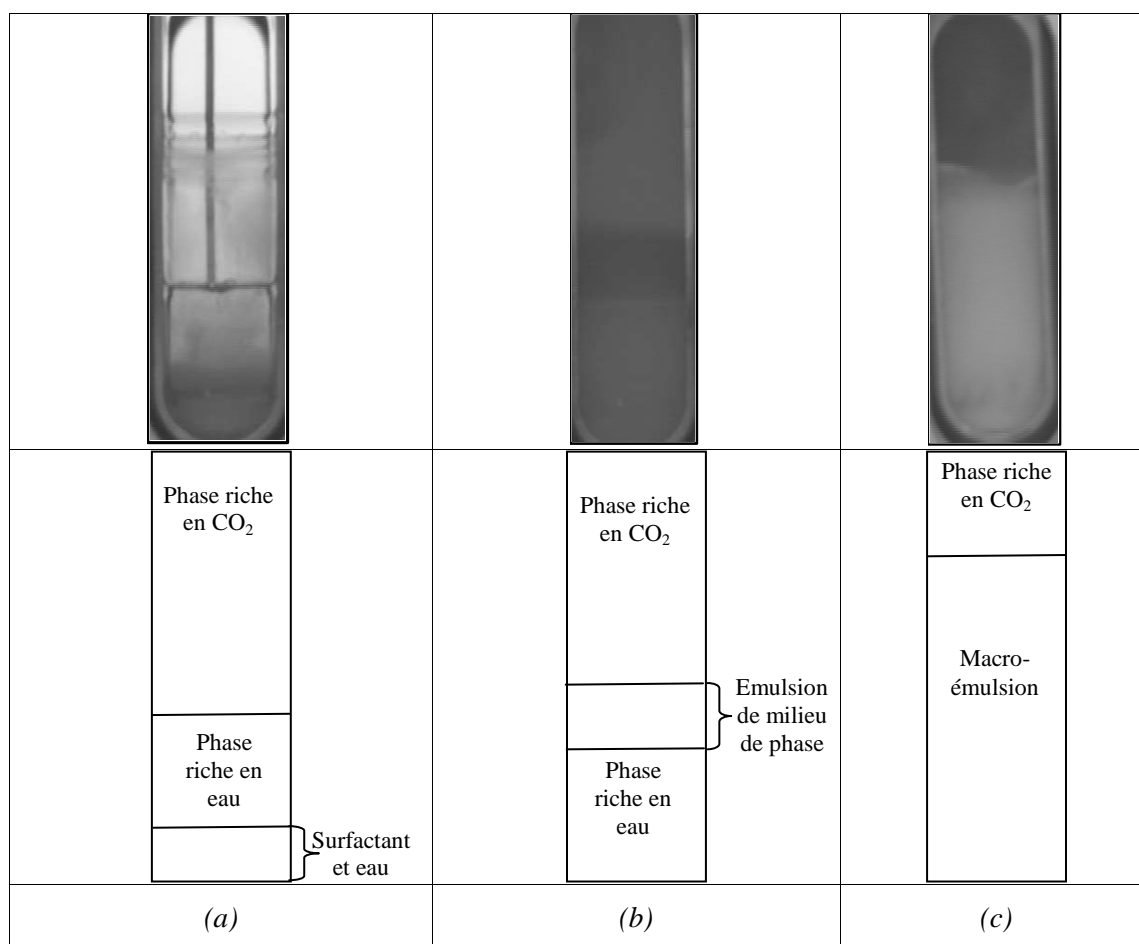 Phase riche
en CO₂
Phase
riche en
eau
Surfactant
et eau
Phase riche
en CO₂
Emulsion
de milieu
de phase
Phase
riche en
eau
Phase riche
en CO₂
Macro-
émulsion
(a)
(b)
(c)